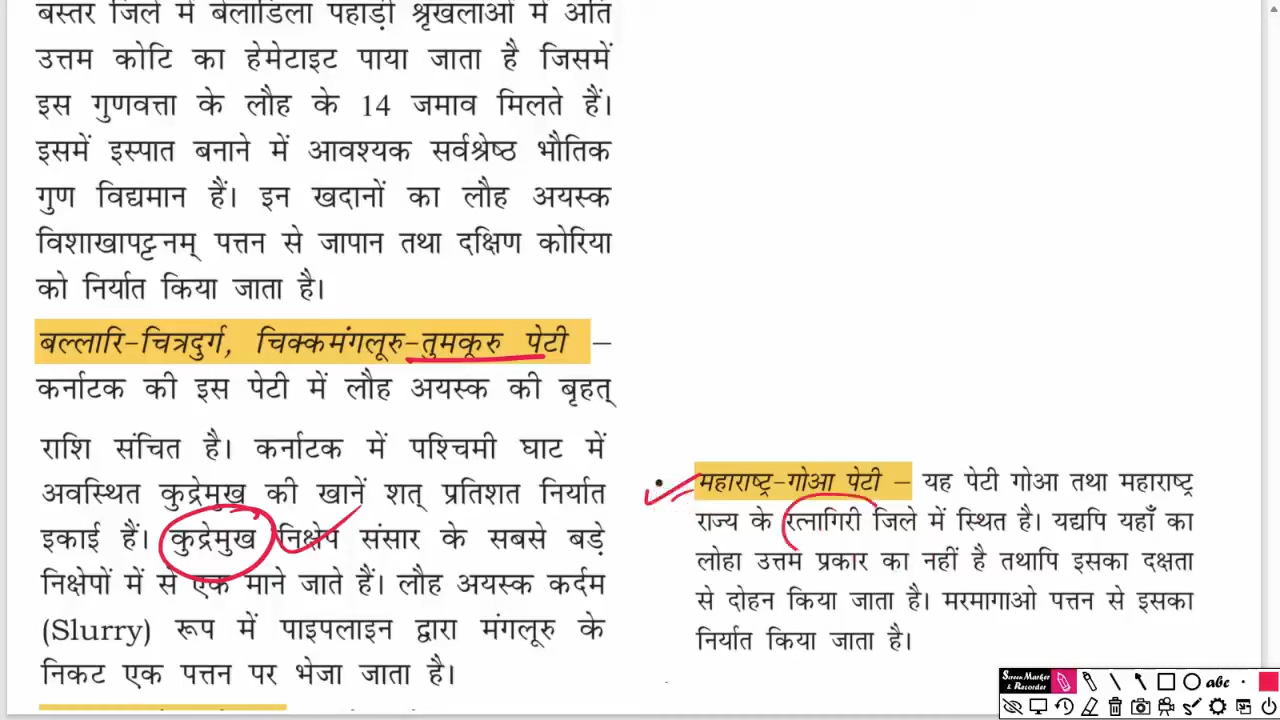 बस्तर जिले में बेलाडिला पहाड़ी श्रृंखलाओं में अति
उत्तम कोटि का हेमेटाइट पाया जाता है जिसमें
इस गुणवत्ता के लौह के 14 जमाव मिलते हैं।
इसमें इस्पात बनाने में आवश्यक सर्वश्रेष्ठ भौतिक
गुण विद्यमान हैं। इन खदानों का लौह अयस्क
विशाखापट्टनम् पत्तन से जापान तथा दक्षिण कोरिया
को निर्यात किया जाता है।
बल्लारि-चित्रदुर्ग, चिक्कमंगलूरु-तुमकूरु पेटी –
कर्नाटक की इस पेटी में लौह अयस्क की बृहत्
राशि संचित है। कर्नाटक में पश्चिमी घाट में
अवस्थित कुद्रेमुख की खानें शत् प्रतिशत निर्यात
इकाई हैं। कुद्रेमुख निक्षेप संसार के सबसे बड़े
निक्षेपों में से एक माने जाते हैं। लौह अयस्क कर्दम
(Slurry) रूप में पाइपलाइन द्वारा मंगलूरु के
निकट एक पत्तन पर भेजा जाता है।
• महाराष्ट्र-गोआ पेटी – यह पेटी गोआ तथा महाराष्ट्र
राज्य के रत्नागिरी जिले में स्थित है। यद्यपि यहाँ का
लोहा उत्तम प्रकार का नहीं है तथापि इसका दक्षता
से दोहन किया जाता है। मरमागाओ पत्तन से इसका
निर्यात किया जाता है।
Screen Marker
& Recorder
abc